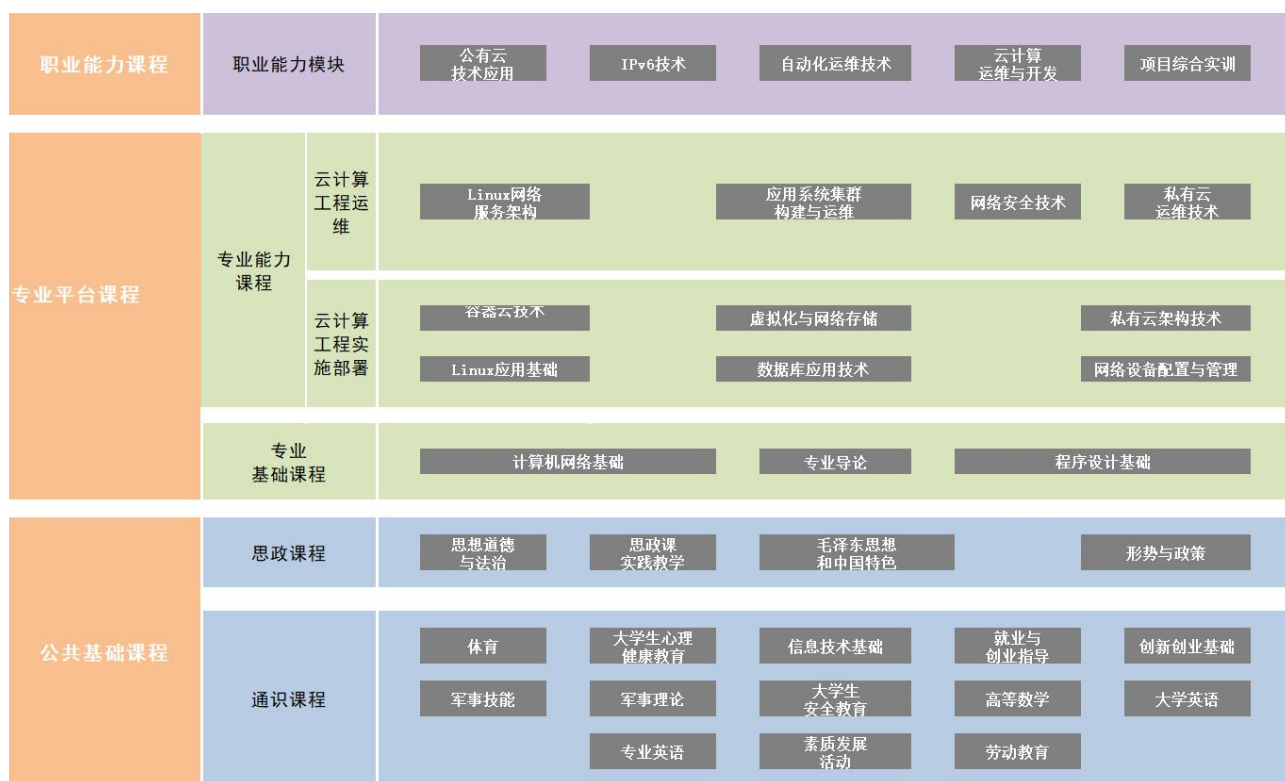 职业能力课程
职业能力模块
公有云
技术应用
IPv6技术
自动化运维技术
云计算
运维与开发
项目综合实训
专业平台课程
专业能力
课程
云计算
工程运
维
Linux网络
服务架构
应用系统集群
构建与运维
网络安全技术
私有云
运维技术
云计算
工程实
施部署
容器云技术
虚拟化与网络存储
私有云架构技术
Linux应用基础
数据库应用技术
网络设备配置与管理
专业
基础课程
计算机网络基础
专业导论
程序设计基础
公共基础课程
思政课程
思想道德
与法治
思政课
实践教学
毛泽东思想
和中国特色
形势与政策
通识课程
体育
大学生心理
健康教育
信息技术基础
就业与
创业指导
创新创业基础
军事技能
军事理论
大学生
安全教育
高等数学
大学英语
专业英语
素质发展
活动
劳动教育